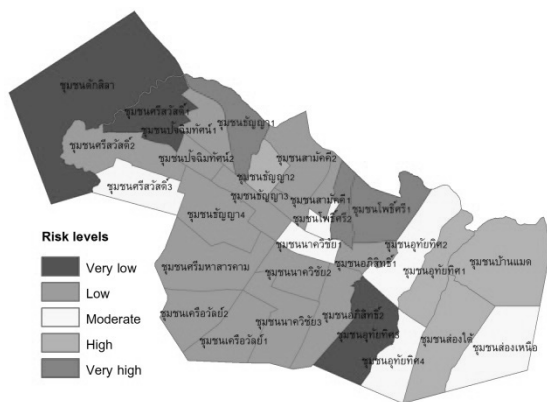 ชุมชนตักสิลา
ชุมชนศรีสวัสดิ์1
ชุมชนปัจฉิมทัศน์1
ชุมชนธัญญา1
ชุมชนศรีสวัสดิ์2
ชุมชนปัจฉิมทัศน์2
ชุมชนสามัคคี2
ชุมชนธัญญา2
ชุมชนศรีสวัสดิ์3
ชุมชนธัญญา3
ชุมชนสามัคคี1
ชุมชนโพธิ์ศรี1
ชุมชนธัญญา4
ชุมชนโพธิ์ศรี2
ชุมชนนาควิชัย1
ชุมชนอุทัยทิศ2
ชุมชนอภิสิทธิ์1
ชุมชนบ้านแมด
ชุมชนอุทัยทิศ1
ชุมชนศรีมหาสารคาม
ชุมชนนาควิชัย2
ชุมชนเครือวัลย์2
ชุมชนนาควิชัย3
ชุมชนอภิสิทธิ์2
ชุมชนอุทัยทิศ3
ชุมชนเครือวัลย์1
ชุมชนส่องใต้
ชุมชนอุทัยทิศ4
ชุมชนส่องเหนือ
Risk levels
Very low
Low
Moderate
High
Very high